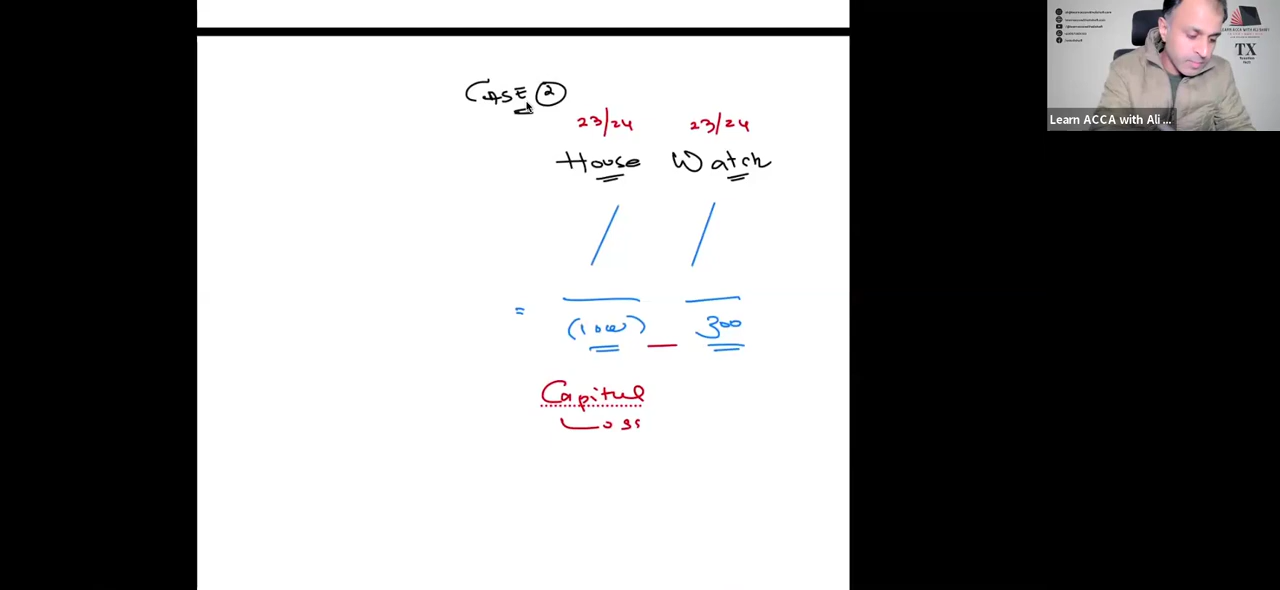 CASE 2
23/24 23/24
House Watch
= (1000) 300
Capital
Loss
TX
Learn ACCA with Ali ...